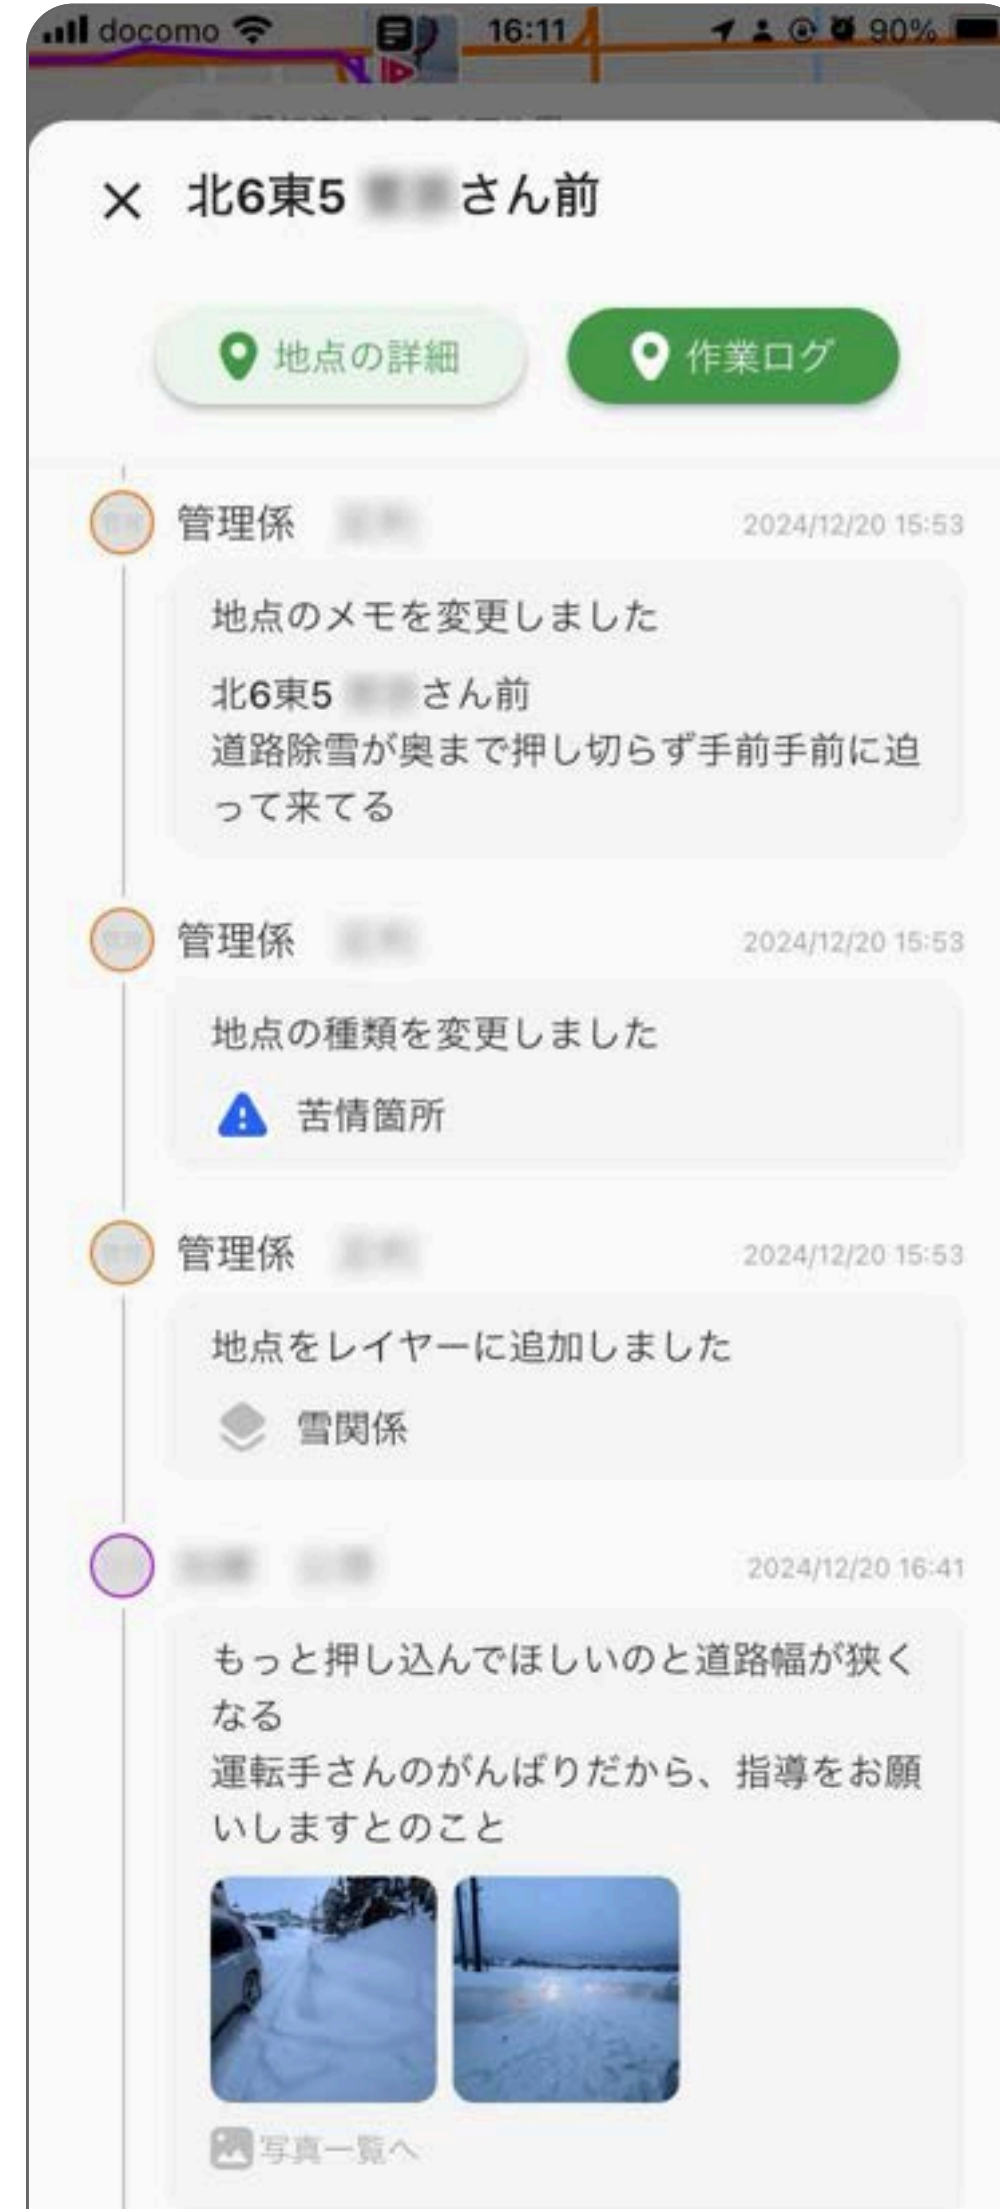 docomo 16:11 90%
北6東5 さん前
地点の詳細
作業ログ
管理係 2024/12/20 15:53
地点のメモを変更しました
北6東5 さん前
道路除雪が奥まで押し切らず手前手前に迫
って来てる
管理係 2024/12/20 15:53
地点の種類を変更しました
苦情箇所
管理係 2024/12/20 15:53
地点をレイヤーに追加しました
雪関係
2024/12/20 16:41
もっと押し込んでほしいのと道路幅が狭く
なる
運転手さんのがんばりだから、指導をお願
いしますとのこと
写真一覧へ